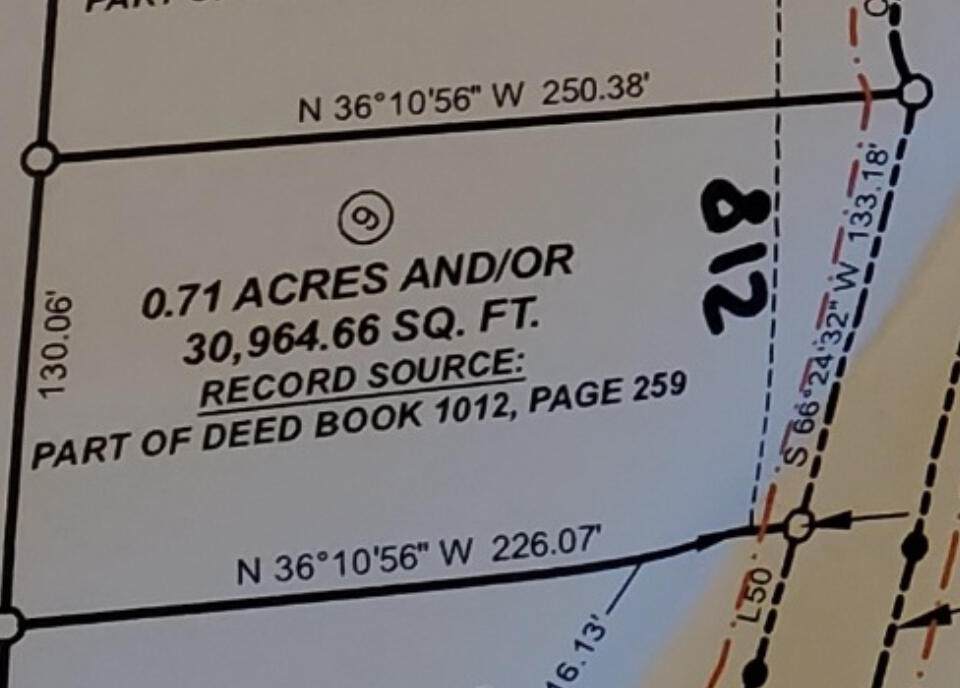 N 36°10'56" W 250.38'
S 66°24'32" W 133.18'
812
9
0.71 ACRES AND/OR
30,964.66 SQ. FT.
RECORD SOURCE:
PART OF DEED BOOK 1012, PAGE 259
130.06'
N 36°10'56" W 226.07'
L50
16.13'